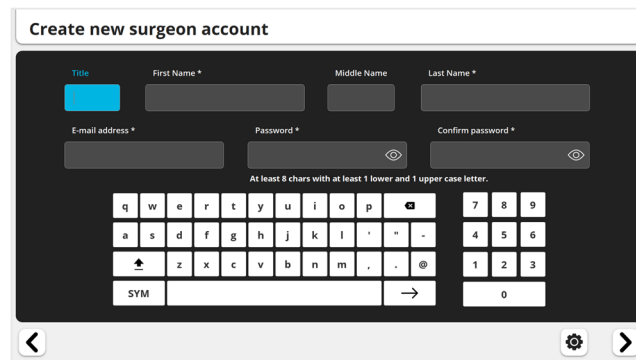 Create new surgeon account
Title First Name * Middle Name Last Name *
E-mail address * Password * Confirm password *
At least 8 chars with at least 1 lower and 1 upper case letter.
q w e r t y u i o p 7 8 9
a s d f g h j k l ' " - 4 5 6
z x c v b n m , . @ 1 2 3
SYM 0